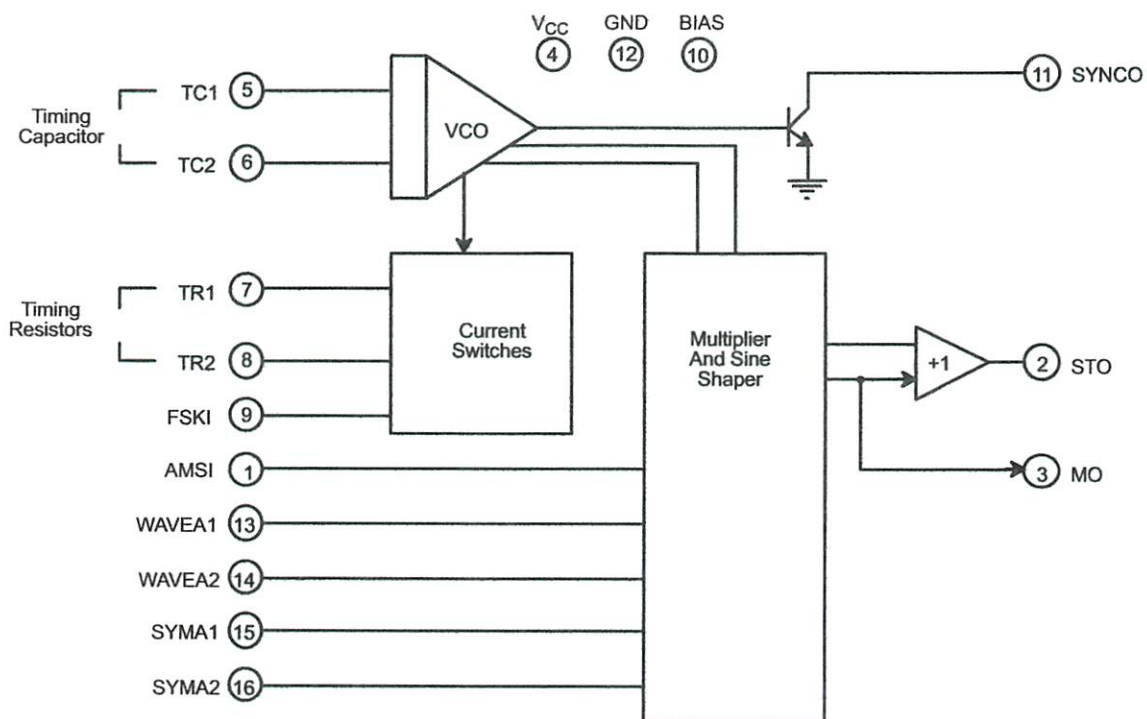 VCC GND BIAS
4 12 10
11 SYNCO
Timing
Capacitor
TC1 5
TC2 6
VCO
Timing
Resistors
TR1 7
TR2 8
FSKI 9
Current
Switches
Multiplier
And Sine
Shaper
+1
2 STO
3 MO
AMSI 1
WAVEA1 13
WAVEA2 14
SYMA1 15
SYMA2 16